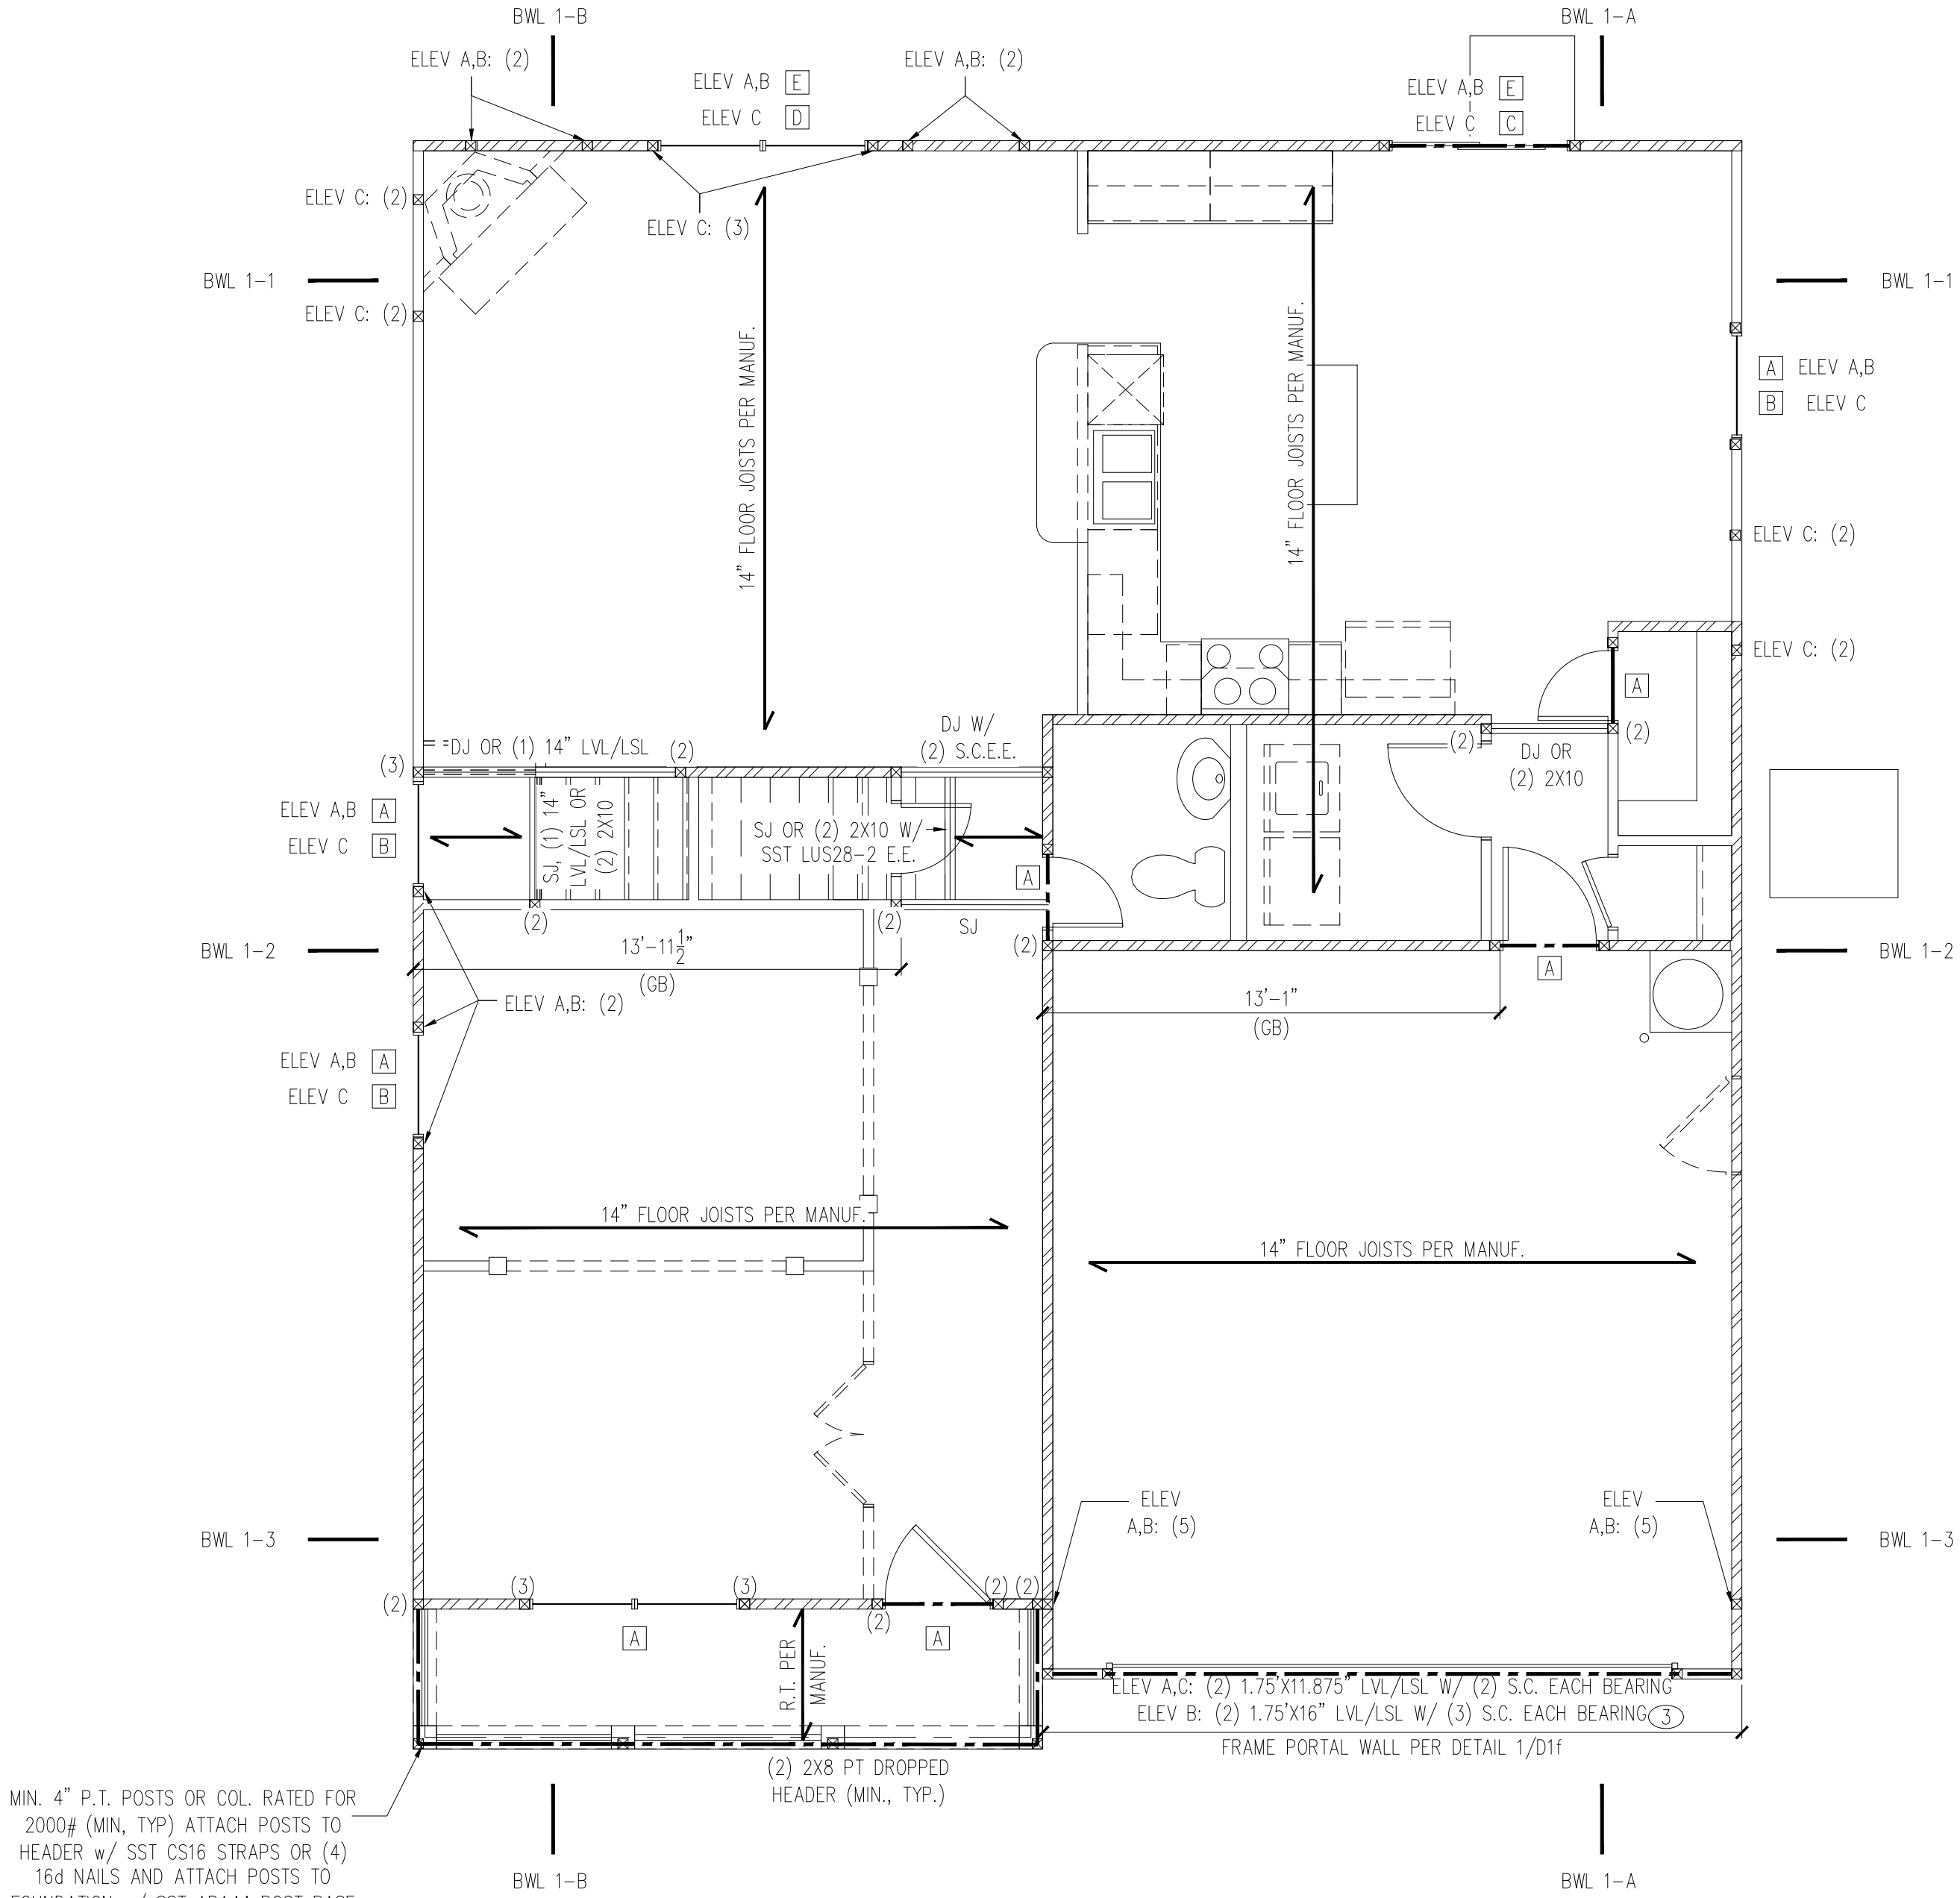 BWL 1-B
BWL 1-A
ELEV A,B: (2)
ELEV A,B E
ELEV C D
ELEV A,B: (2)
ELEV A,B E
ELEV C C
ELEV C: (2)
ELEV C: (3)
BWL 1-1
BWL 1-1
ELEV C: (2)
14" FLOOR JOISTS PER MANUF.
14" FLOOR JOISTS PER MANUF.
A ELEV A,B
B ELEV C
ELEV C: (2)
ELEV C: (2)
A
DJ W/
(2) S.C.E.E.
DJ OR (1) 14" LVL/LSL
(2)
(3)
(2)
DJ OR
(2) 2X10
(2)
ELEV A,B A
ELEV C B
SJ, (1) 14"
LVL/LSL OR
(2) 2X10
SJ OR (2) 2X10 W/
SST LUS28-2 E.E.
A
(2)
(2)
SJ
(2)
BWL 1-2
13'-11 1/2"
(GB)
A
BWL 1-2
ELEV A,B: (2)
13'-1"
(GB)
ELEV A,B A
ELEV C B
14" FLOOR JOISTS PER MANUF.
14" FLOOR JOISTS PER MANUF.
ELEV
A,B: (5)
ELEV
A,B: (5)
BWL 1-3
BWL 1-3
(2)
(3)
(3)
(2)
(2)
(2)
A
A
R.T. PER
MANUF.
ELEV A,C: (2) 1.75'X11.875" LVL/LSL W/ (2) S.C. EACH BEARING
ELEV B: (2) 1.75'X16" LVL/LSL W/ (3) S.C. EACH BEARING 3
FRAME PORTAL WALL PER DETAIL 1/D1f
(2) 2X8 PT DROPPED
HEADER (MIN., TYP.)
MIN. 4" P.T. POSTS OR COL. RATED FOR
2000# (MIN, TYP) ATTACH POSTS TO
HEADER w/ SST CS16 STRAPS OR (4)
16d NAILS AND ATTACH POSTS TO
BWL 1-B
BWL 1-A